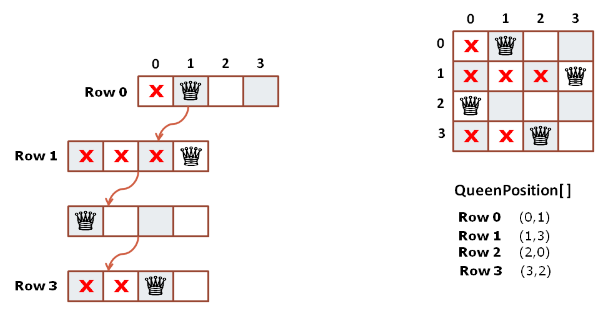 0 1 2 3
Row 0 X
Row 1 X X X
Row 3 X X
0 1 2 3
0 X
1 X X X
2
3 X X
QueenPosition[ ]
Row 0 (0,1)
Row 1 (1,3)
Row 2 (2,0)
Row 3 (3,2)